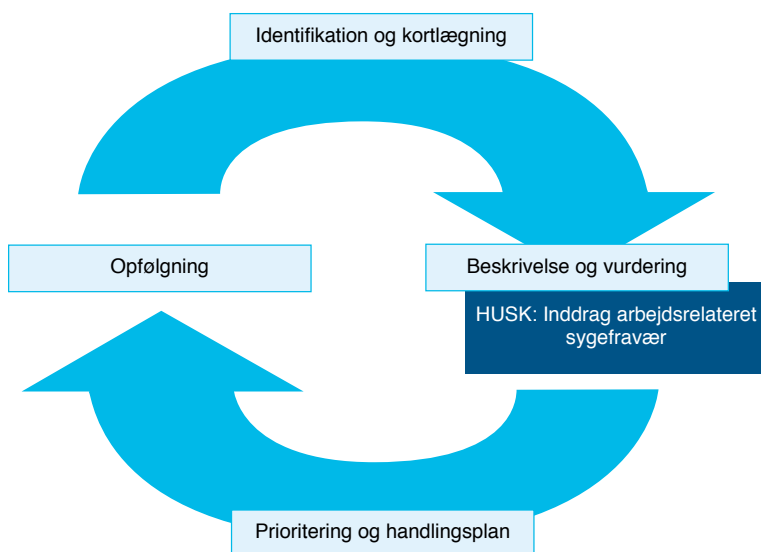 Identifikation og kortlægning
Opfølgning
Beskrivelse og vurdering
HUSK: Inddrag arbejdsrelateret
sygefravær
Prioritering og handlingsplan